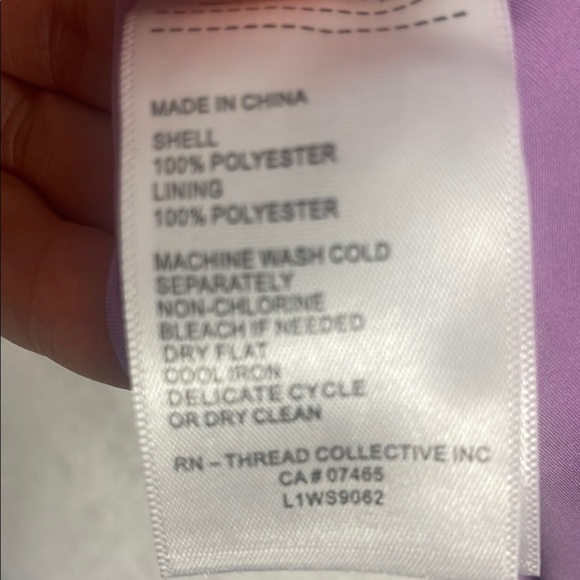 MADE IN CHINA
SHELL
100% POLYESTER
LINING
100% POLYESTER
MACHINE WASH COLD
SEPARATELY
NON-CHLORINE
BLEACH IF NEEDED
DRY FLAT
COOL IRON
DELICATE CYCLE
OR DRY CLEAN
RN – THREAD COLLECTIVE INC
CA # 07465
L1WS9062